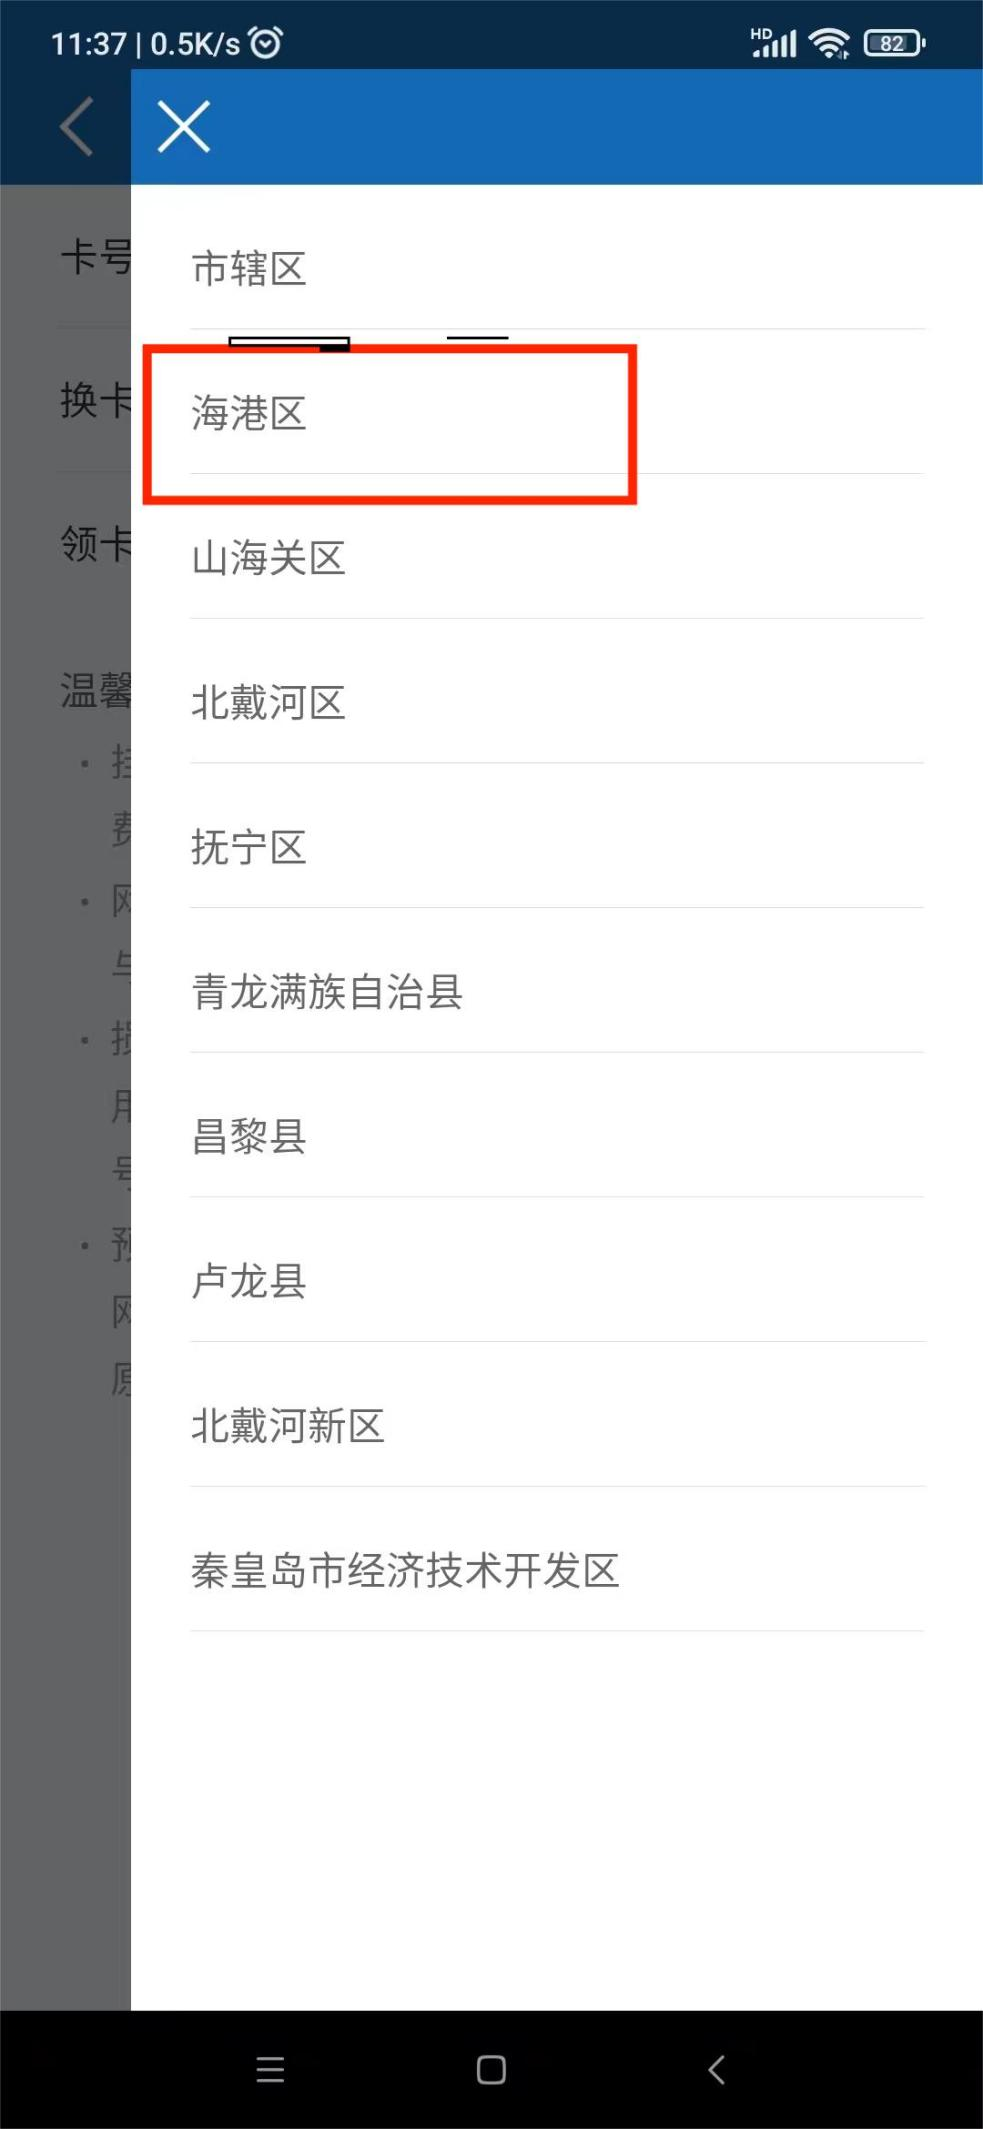 11:37 | 0.5K/s
HD
82
卡号
市辖区
换卡
海港区
领卡
山海关区
温馨
北戴河区
抚宁区
青龙满族自治县
昌黎县
卢龙县
北戴河新区
秦皇岛市经济技术开发区